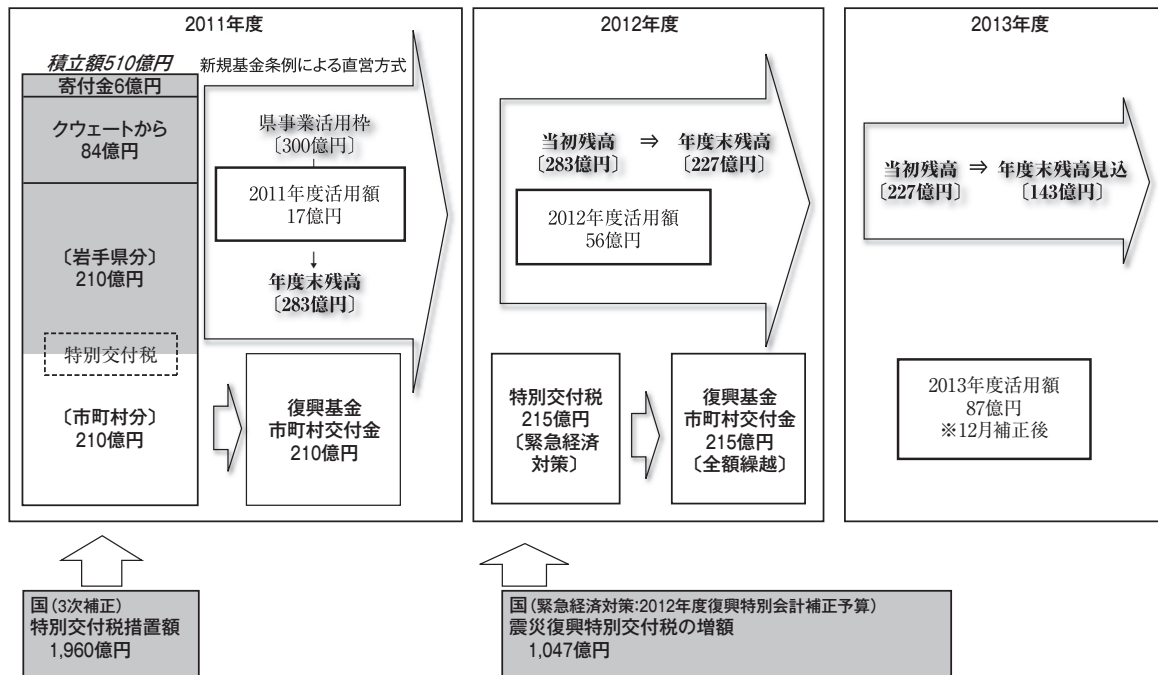 2011年度
積立額510億円
寄付金6億円
クウェートから
84億円
〔岩手県分〕
210億円
特別交付税
〔市町村分〕
210億円
新規基金条例による直営方式
県事業活用枠
〔300億円〕
2011年度活用額
17億円
↓
年度末残高
〔283億円〕
復興基金
市町村交付金
210億円
国(3次補正)
特別交付税措置額
1,960億円
2012年度
当初残高 ⇒ 年度末残高
〔283億円〕 〔227億円〕
2012年度活用額
56億円
特別交付税
215億円
〔緊急経済
対策〕
復興基金
市町村交付金
215億円
〔全額繰越〕
国(緊急経済対策:2012年度復興特別会計補正予算)
震災復興特別交付税の増額
1,047億円
2013年度
当初残高 ⇒ 年度末残高見込
〔227億円〕 〔143億円〕
2013年度活用額
87億円
※12月補正後